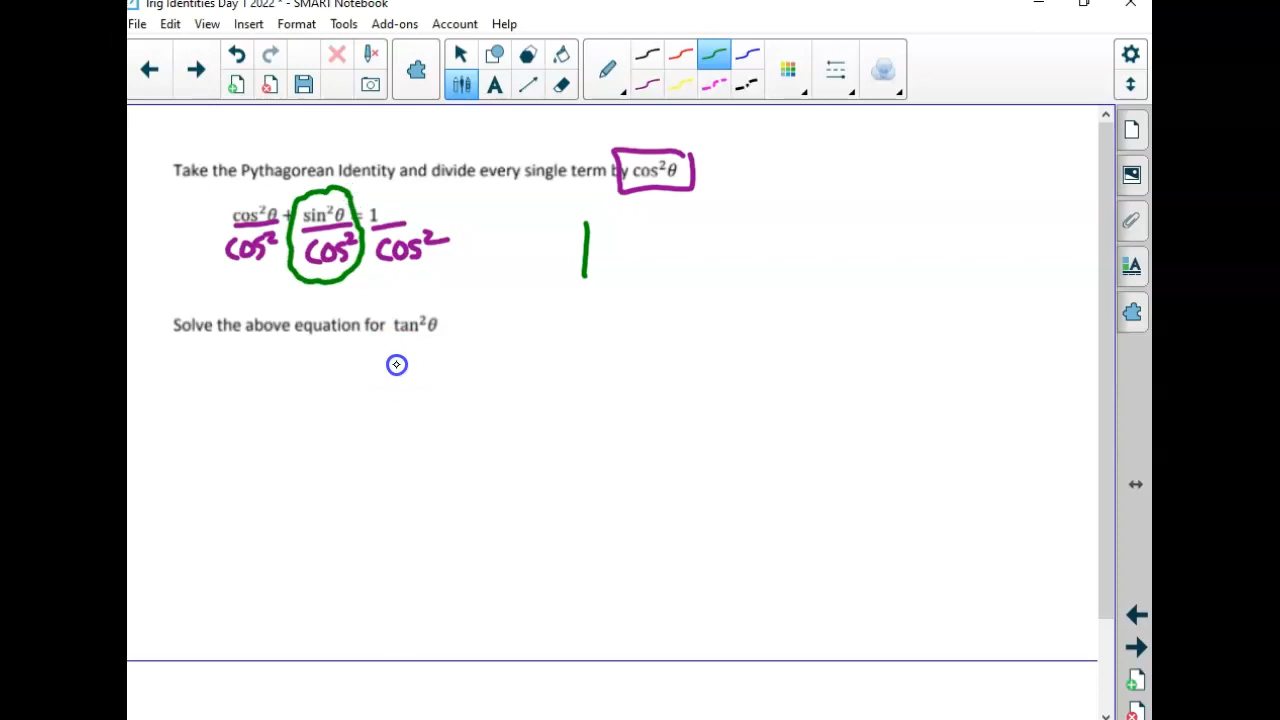 Trig Identities Day 1 2022 * - SMART Notebook
File Edit View Insert Format Tools Add-ons Account Help
Take the Pythagorean Identity and divide every single term by cos²θ
cos²θ + sin²θ = 1
cos² cos² cos²
1
Solve the above equation for tan²θ